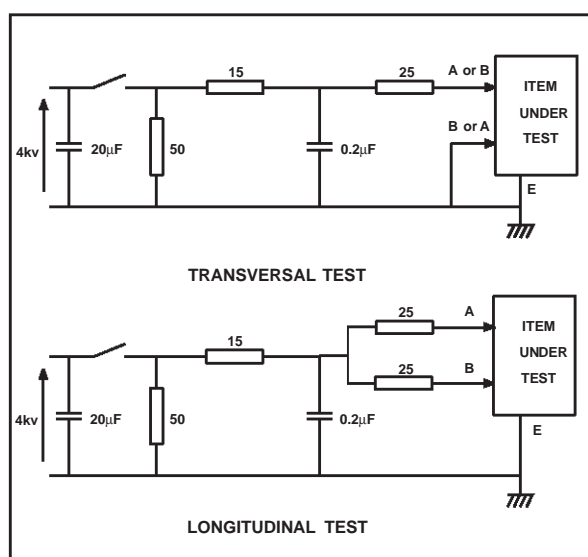 15
25
A or B
ITEM
UNDER
TEST
B or A
4kv
20µF
50
0.2µF
E
TRANSVERSAL TEST
15
25
A
ITEM
UNDER
TEST
25
B
4kv
20µF
50
0.2µF
E
LONGITUDINAL TEST